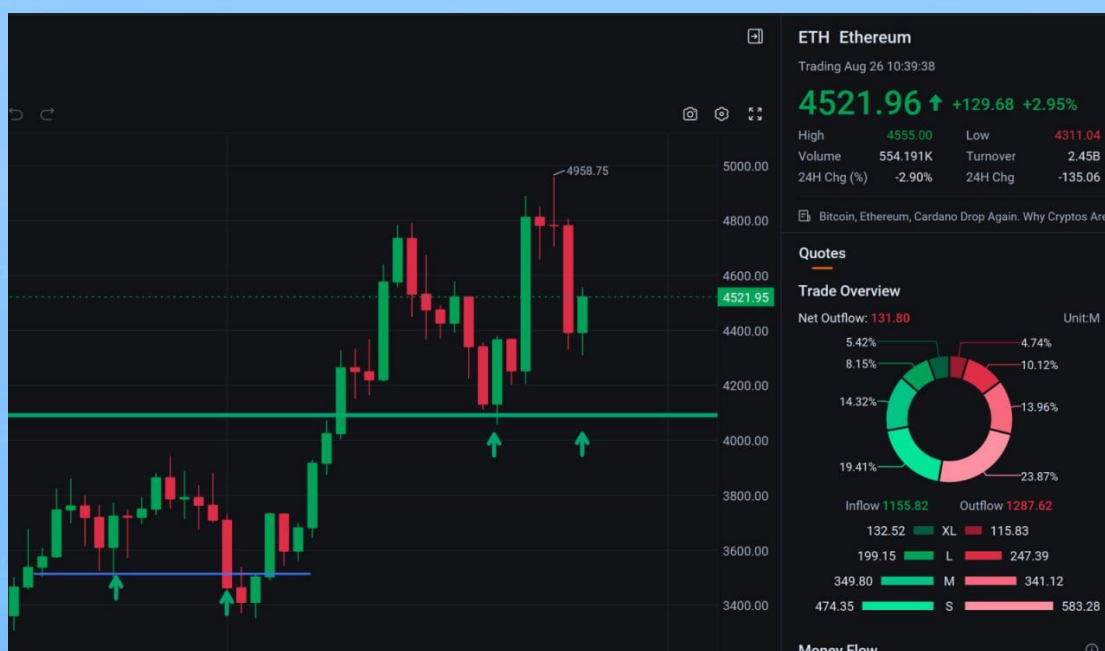 ETH Ethereum
Trading Aug 26 10:39:38
4521.96 +129.68 +2.95%
High 4555.00 Low 4311.04
Volume 554.191K Turnover 2.45B
24H Chg (%) -2.90% 24H Chg -135.06
Bitcoin, Ethereum, Cardano Drop Again. Why Cryptos Are
Quotes
Trade Overview
Net Outflow: 131.80 Unit:M
5.42% 4.74%
8.15% 10.12%
14.32% 13.96%
19.41% 23.87%
Inflow 1155.82 Outflow 1287.62
132.52 XL 115.83
199.15 L 247.39
349.80 M 341.12
474.35 S 583.28
Money Flow
4958.75
5000.00
4800.00
4600.00
4521.95
4400.00
4200.00
4000.00
3800.00
3600.00
3400.00